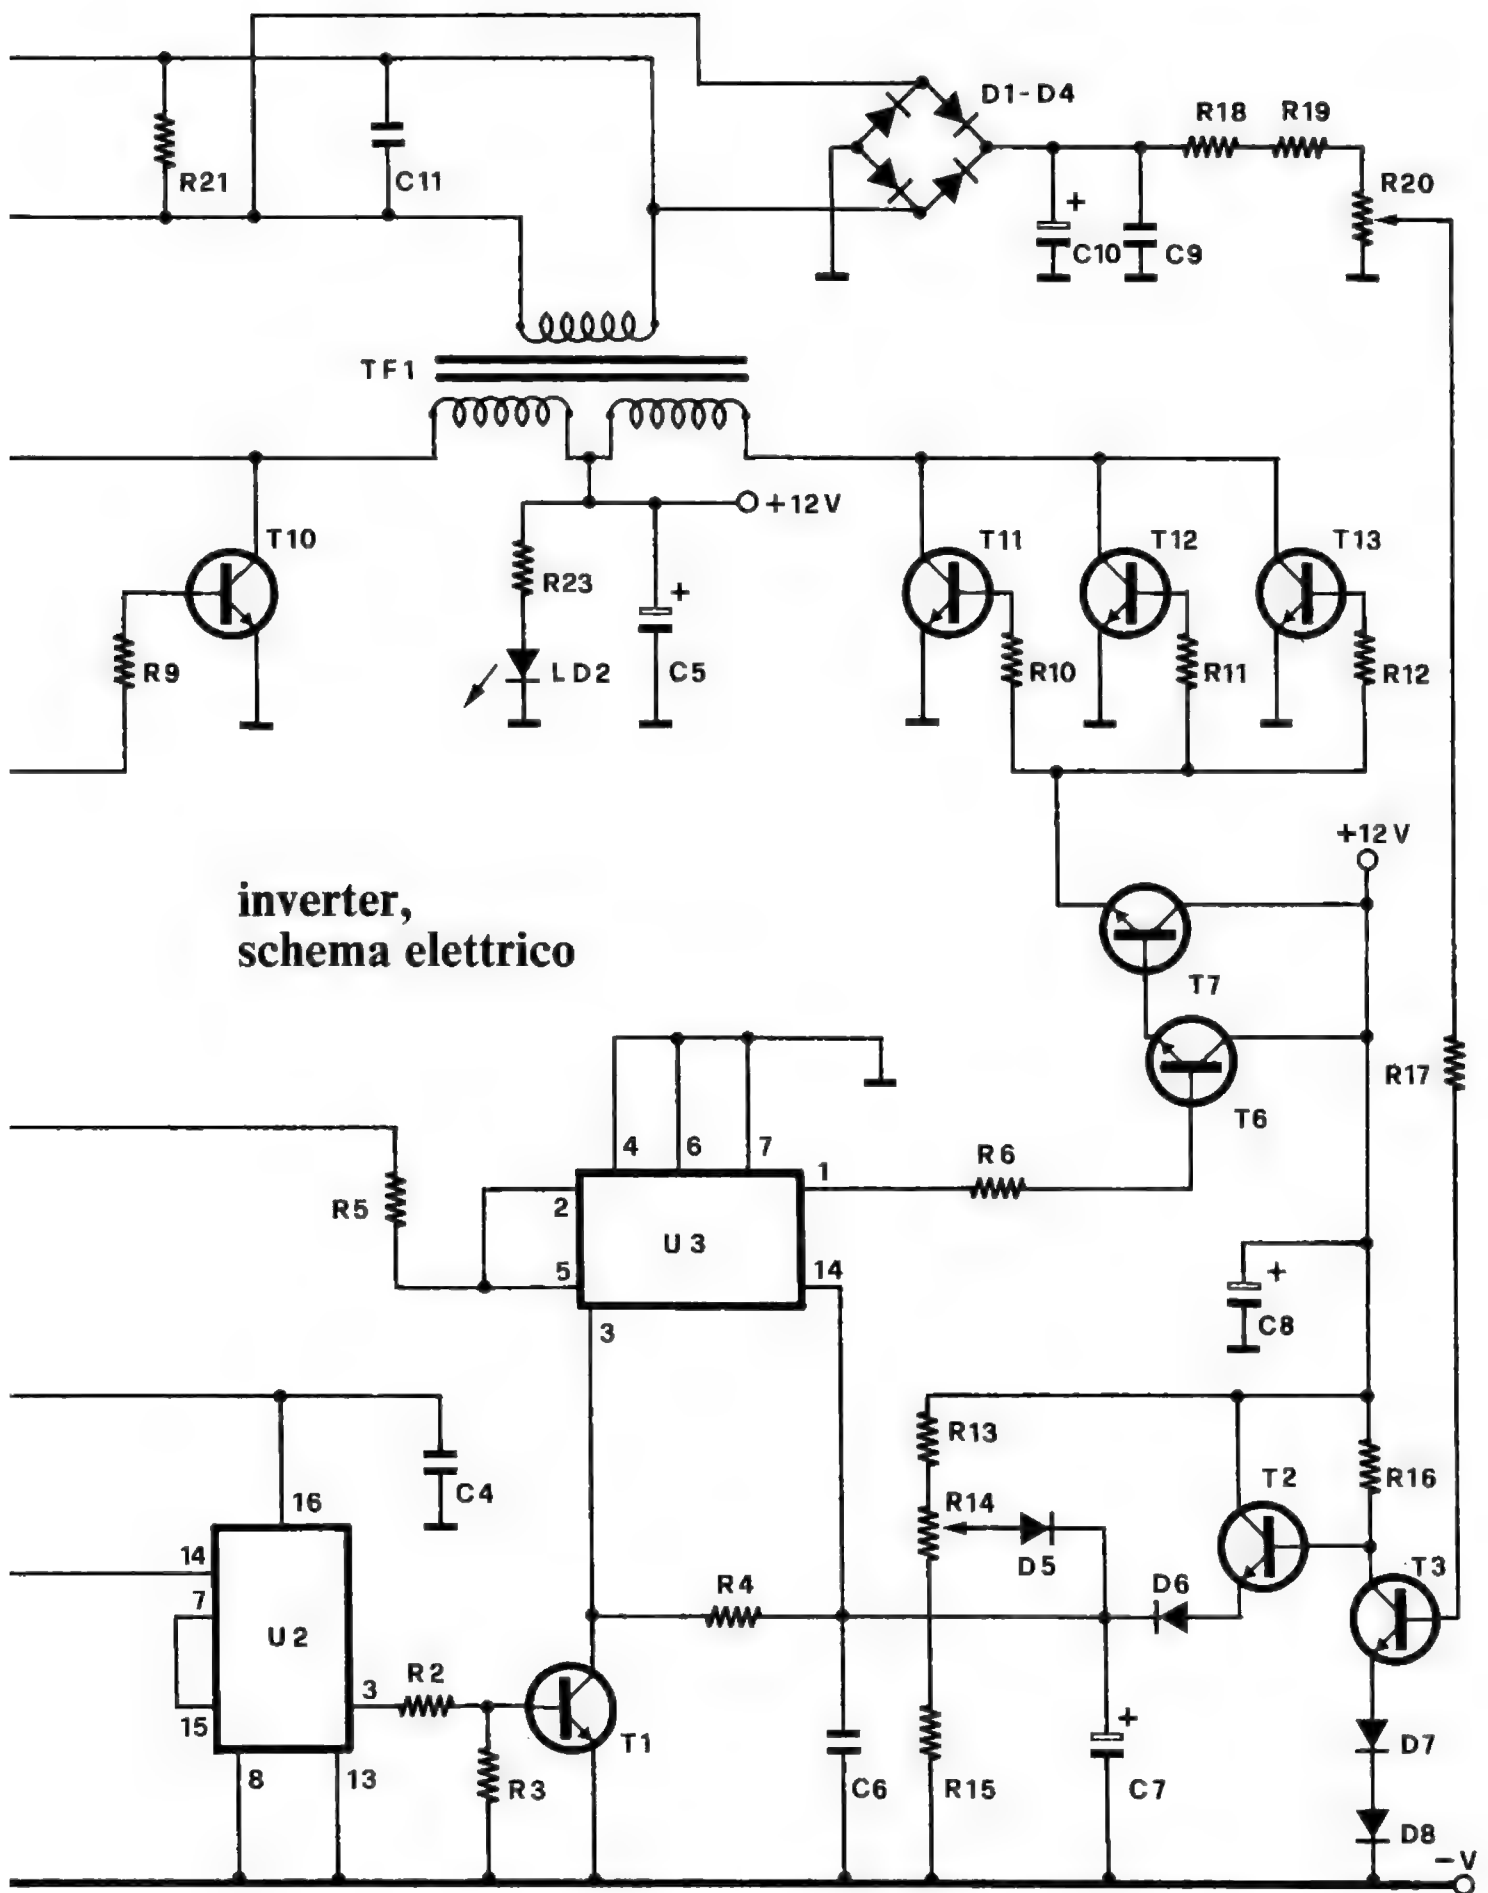 D1-D4
R18
R19
R21
C11
R20
C10
C9
TF1
+
+12V
T10
T11
T12
T13
R23
+
R9
LD2
C5
R10
R11
R12
+12V
inverter,
schema elettrico
T7
R17
T6
4
6
7
1
R6
R5
2
U3
5
14
+
3
C8
R13
C4
T2
R16
16
R14
14
D5
T3
7
R4
D6
U2
R2
3
15
+
T1
D7
8
13
R3
C6
R15
C7
D8
-V